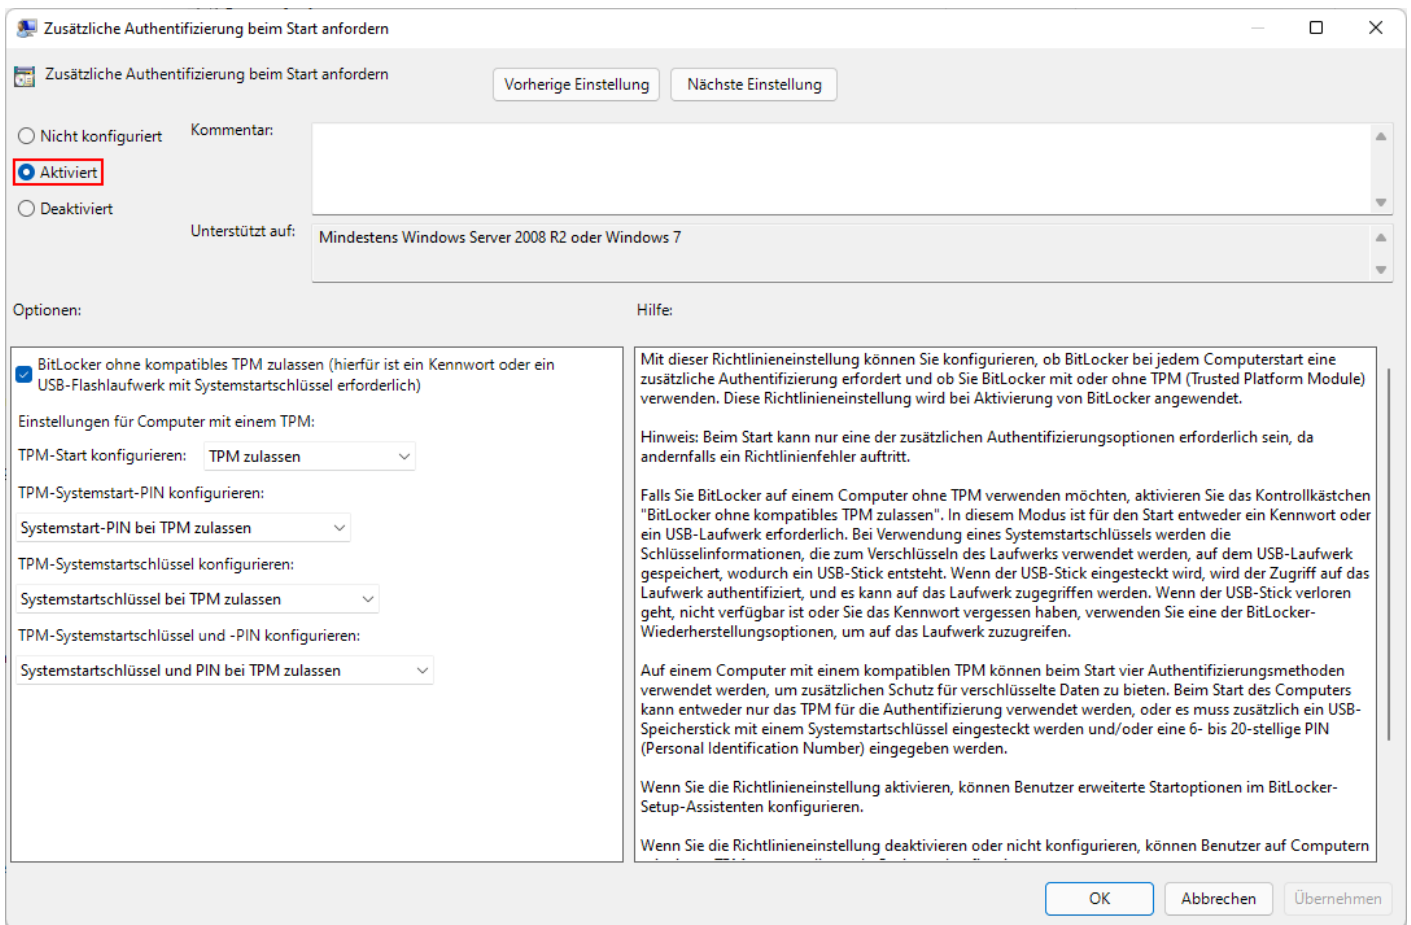 Zusätzliche Authentifizierung beim Start anfordern
Zusätzliche Authentifizierung beim Start anfordern
Vorherige Einstellung
Nächste Einstellung
Nicht konfiguriert
Aktiviert
Deaktiviert
Kommentar:
Unterstützt auf:
Mindestens Windows Server 2008 R2 oder Windows 7
Optionen:
BitLocker ohne kompatibles TPM zulassen (hierfür ist ein Kennwort oder ein
USB-Flashlaufwerk mit Systemstartschlüssel erforderlich)
Einstellungen für Computer mit einem TPM:
TPM-Start konfigurieren: TPM zulassen
TPM-Systemstart-PIN konfigurieren:
Systemstart-PIN bei TPM zulassen
TPM-Systemstartschlüssel konfigurieren:
Systemstartschlüssel bei TPM zulassen
TPM-Systemstartschlüssel und -PIN konfigurieren:
Systemstartschlüssel und PIN bei TPM zulassen
Hilfe:
Mit dieser Richtlinieneinstellung können Sie konfigurieren, ob BitLocker bei jedem Computerstart eine
zusätzliche Authentifizierung erfordert und ob Sie BitLocker mit oder ohne TPM (Trusted Platform Module)
verwenden. Diese Richtlinieneinstellung wird bei Aktivierung von BitLocker angewendet.
Hinweis: Beim Start kann nur eine der zusätzlichen Authentifizierungsoptionen erforderlich sein, da
andernfalls ein Richtlinienfehler auftritt.
Falls Sie BitLocker auf einem Computer ohne TPM verwenden möchten, aktivieren Sie das Kontrollkästchen
"BitLocker ohne kompatibles TPM zulassen". In diesem Modus ist für den Start entweder ein Kennwort oder
ein USB-Laufwerk erforderlich. Bei Verwendung eines Systemstartschlüssels werden die
Schlüsselinformationen, die zum Verschlüsseln des Laufwerks verwendet werden, auf dem USB-Laufwerk
gespeichert, wodurch ein USB-Stick entsteht. Wenn der USB-Stick eingesteckt wird, wird der Zugriff auf das
Laufwerk authentifiziert, und es kann auf das Laufwerk zugegriffen werden. Wenn der USB-Stick verloren
geht, nicht verfügbar ist oder Sie das Kennwort vergessen haben, verwenden Sie eine der BitLocker-
Wiederherstellungsoptionen, um auf das Laufwerk zuzugreifen.
Auf einem Computer mit einem kompatiblen TPM können beim Start vier Authentifizierungsmethoden
verwendet werden, um zusätzlichen Schutz für verschlüsselte Daten zu bieten. Beim Start des Computers
kann entweder nur das TPM für die Authentifizierung verwendet werden, oder es muss zusätzlich ein USB-
Speicherstick mit einem Systemstartschlüssel eingesteckt werden und/oder eine 6- bis 20-stellige PIN
(Personal Identification Number) eingegeben werden.
Wenn Sie die Richtlinieneinstellung aktivieren, können Benutzer erweiterte Startoptionen im BitLocker-
Setup-Assistenten konfigurieren.
Wenn Sie die Richtlinieneinstellung deaktivieren oder nicht konfigurieren, können Benutzer auf Computern
OK
Abbrechen
Übernehmen